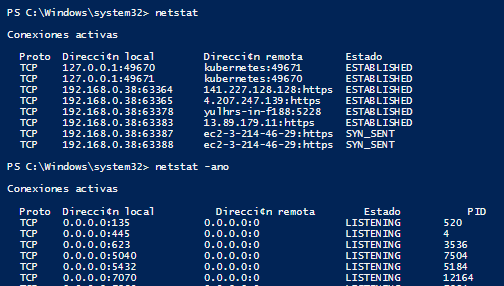 PS C:\Windows\system32> netstat
Conexiones activas
Proto Direcci¢n local Direcci¢n remota Estado
TCP 127.0.0.1:49670 kubernetes:49671 ESTABLISHED
TCP 127.0.0.1:49671 kubernetes:49670 ESTABLISHED
TCP 192.168.0.38:63364 141.227.128.128:https ESTABLISHED
TCP 192.168.0.38:63365 4.207.247.139:https ESTABLISHED
TCP 192.168.0.38:63378 yulhrs-in-f188:5228 ESTABLISHED
TCP 192.168.0.38:63383 13.89.179.11:https ESTABLISHED
TCP 192.168.0.38:63387 ec2-3-214-46-29:https SYN_SENT
TCP 192.168.0.38:63388 ec2-3-214-46-29:https SYN_SENT
PS C:\Windows\system32> netstat -ano
Conexiones activas
Proto Direcci¢n local Direcci¢n remota Estado PID
TCP 0.0.0.0:135 0.0.0.0:0 LISTENING 520
TCP 0.0.0.0:445 0.0.0.0:0 LISTENING 4
TCP 0.0.0.0:623 0.0.0.0:0 LISTENING 3536
TCP 0.0.0.0:5040 0.0.0.0:0 LISTENING 7504
TCP 0.0.0.0:5432 0.0.0.0:0 LISTENING 5184
TCP 0.0.0.0:7070 0.0.0.0:0 LISTENING 12164